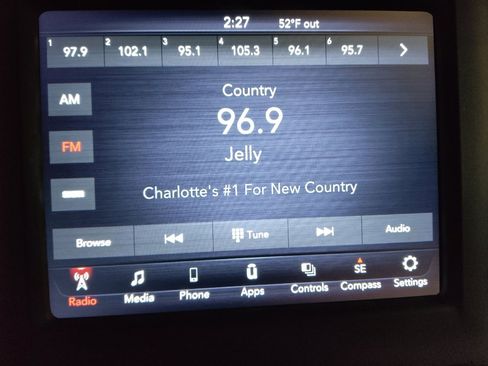 2:27 52°F out
1 97.9 2 102.1 3 95.1 4 105.3 5 96.1 6 95.7
AM
Country
96.9
FM
Jelly
Charlotte's #1 For New Country
Browse Tune Audio
Radio Media Phone Apps Controls SE Compass Settings